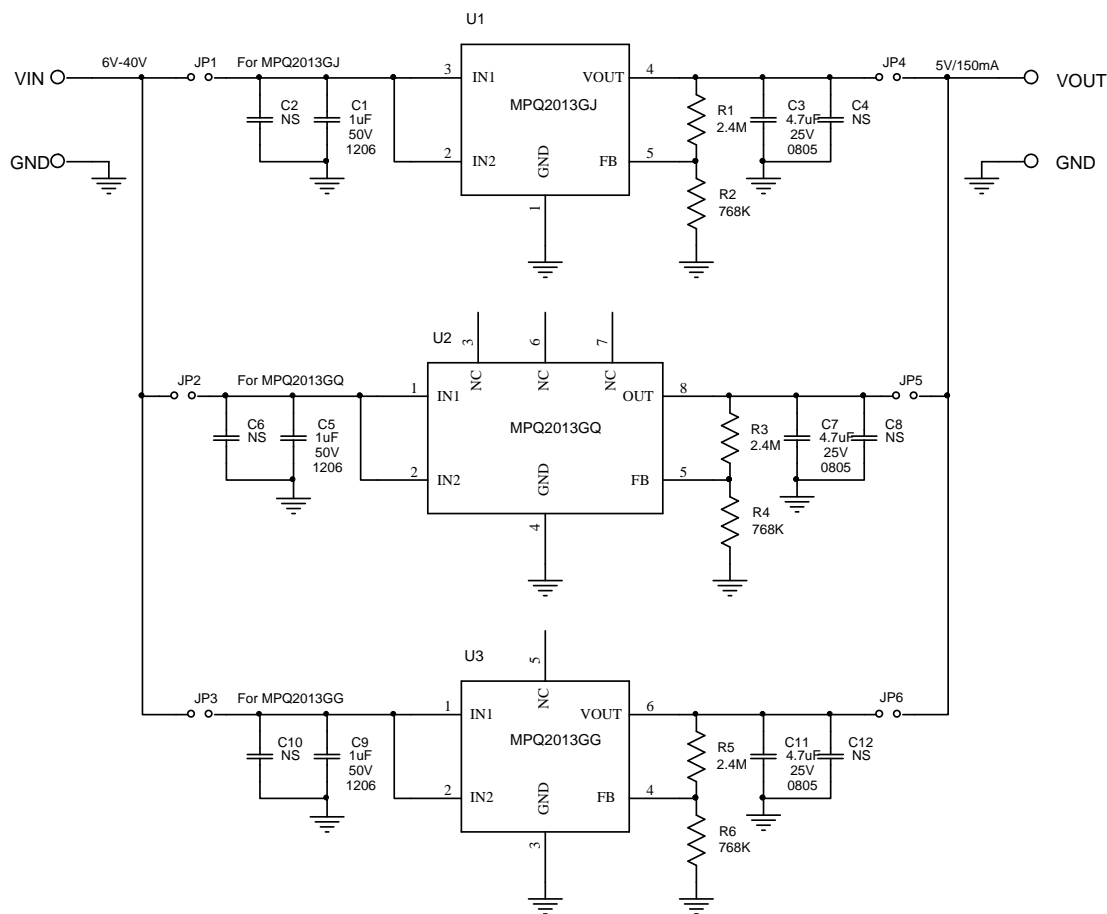 U1
VIN
6V-40V
JP1
For MPQ2013GJ
3
IN1
VOUT
4
JP4
5V/150mA
VOUT
C2
NS
C1
1uF
50V
1206
MPQ2013GJ
R1
2.4M
C3
4.7uF
25V
0805
C4
NS
GND
2
IN2
GND
FB
5
GND
1
R2
768K
U2
3
NC
6
NC
7
NC
JP2
For MPQ2013GQ
1
IN1
OUT
8
JP5
C6
NS
C5
1uF
50V
1206
MPQ2013GQ
R3
2.4M
C7
4.7uF
25V
0805
C8
NS
2
IN2
GND
FB
5
4
R4
768K
U3
5
NC
JP3
For MPQ2013GG
1
IN1
VOUT
6
JP6
C10
NS
C9
1uF
50V
1206
MPQ2013GG
R5
2.4M
C11
4.7uF
25V
0805
C12
NS
2
IN2
GND
FB
4
3
R6
768K